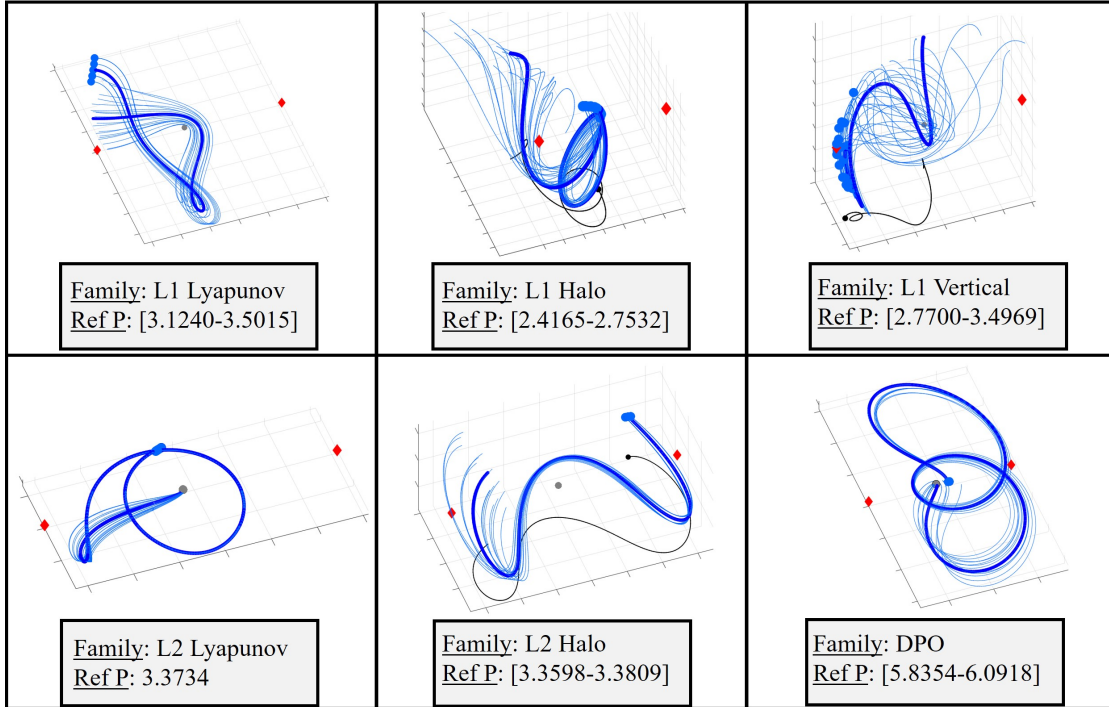 Family: L1 Lyapunov
Ref P: [3.1240-3.5015]
Family: L1 Halo
Ref P: [2.4165-2.7532]
Family: L1 Vertical
Ref P: [2.7700-3.4969]
Family: L2 Lyapunov
Ref P: 3.3734
Family: L2 Halo
Ref P: [3.3598-3.3809]
Family: DPO
Ref P: [5.8354-6.0918]